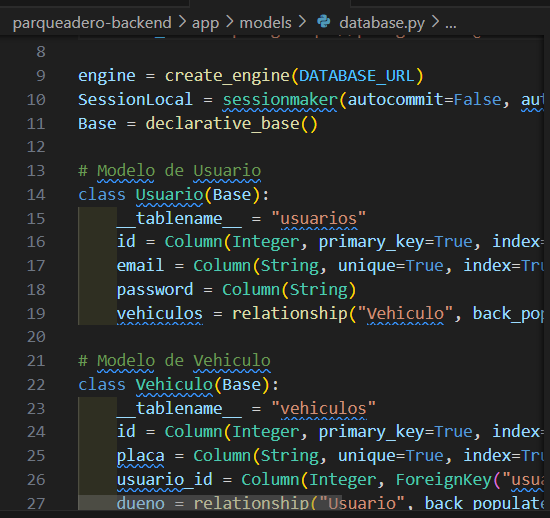 parqueadero-backend > app > models > database.py > ...
8
9 engine = create_engine(DATABASE_URL)
10 SessionLocal = sessionmaker(autocommit=False, aut
11 Base = declarative_base()
12
13 # Modelo de Usuario
14 class Usuario(Base):
15 __tablename__ = "usuarios"
16 id = Column(Integer, primary_key=True, index=
17 email = Column(String, unique=True, index=Tru
18 password = Column(String)
19 vehiculos = relationship("Vehiculo", back_pop
20
21 # Modelo de Vehiculo
22 class Vehiculo(Base):
23 __tablename__ = "vehiculos"
24 id = Column(Integer, primary_key=True, index=
25 placa = Column(String, unique=True, index=Tru
26 usuario_id = Column(Integer, ForeignKey("usua
27 dueno = relationship("Usuario", back_populate